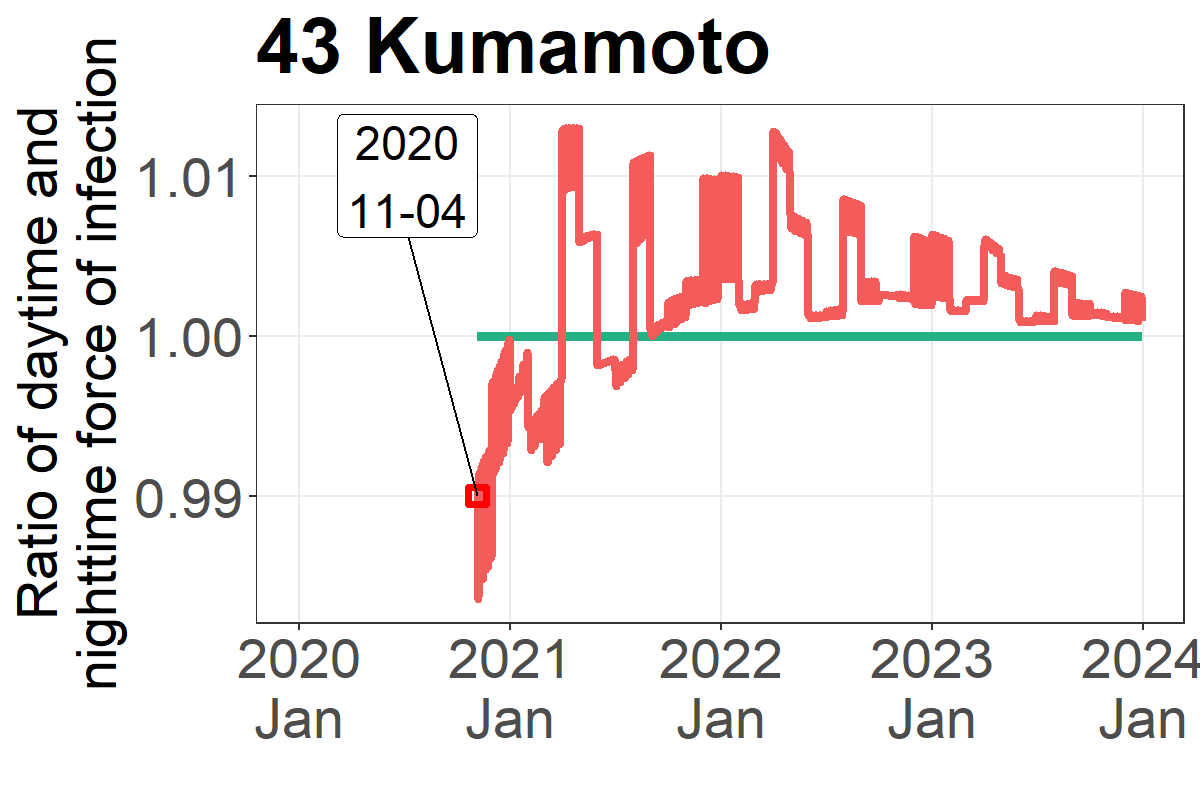 43 Kumamoto
Ratio of daytime and
nighttime force of infection
1.01
1.00
0.99
2020
11-04
2020
Jan
2021
Jan
2022
Jan
2023
Jan
2024
Jan